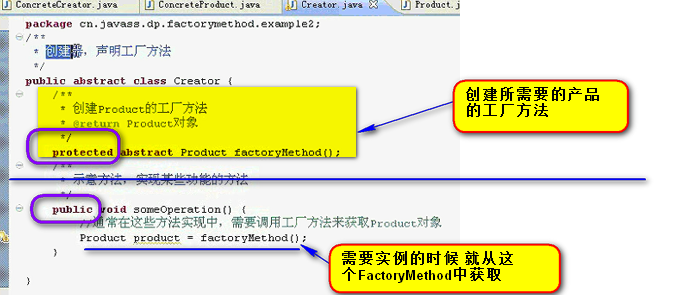 ConcreteCreator.java ConcreteProduct.java Creator.java Product.java
package cn.javass.dp.factorymethod.example2;
/**
* 创建器，声明工厂方法
*/
public abstract class Creator {
/**
* 创建Product的工厂方法
* @return Product对象
*/
protected abstract Product factoryMethod();
/**
* 示意方法，实现某些功能的方法
*/
public void someOperation() {
//通常在这些方法实现中，需要调用工厂方法来获取Product对象
Product product = factoryMethod();
}
}
创建所需要的产品
的工厂方法
需要实例的时候 就从这
个FactoryMethod中获取